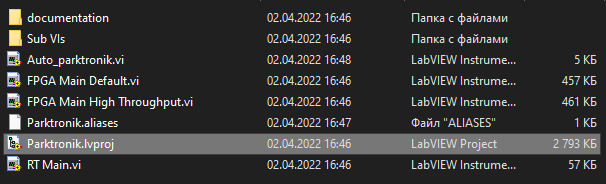 documentation 02.04.2022 16:46 Папка с файлами
Sub VIs 02.04.2022 16:46 Папка с файлами
Auto_parktronik.vi 02.04.2022 16:48 LabVIEW Instrume... 5 КБ
FPGA Main Default.vi 02.04.2022 16:46 LabVIEW Instrume... 457 КБ
FPGA Main High Throughput.vi 02.04.2022 16:46 LabVIEW Instrume... 461 КБ
Parktronik.aliases 02.04.2022 16:47 Файл "ALIASES" 1 КБ
Parktronik.lvproj 02.04.2022 16:46 LabVIEW Project 2 793 КБ
RT Main.vi 02.04.2022 16:46 LabVIEW Instrume... 57 КБ